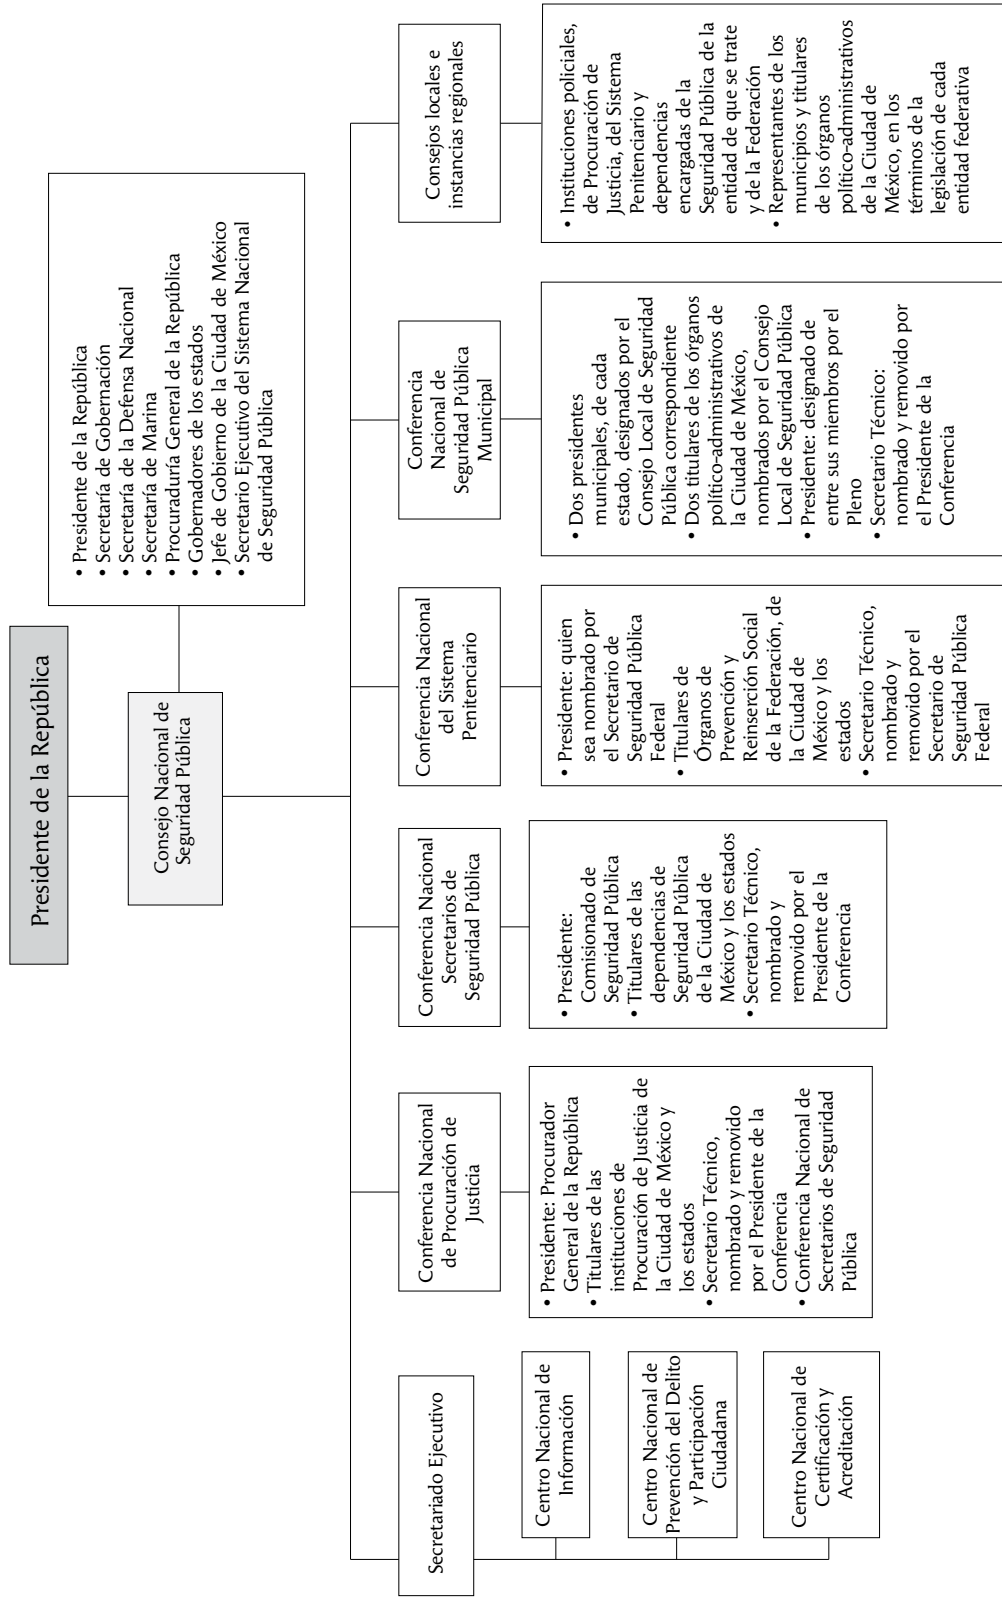 Presidente de la República
Consejo Nacional de
Seguridad Pública
• Presidente de la República
• Secretaría de Gobernación
• Secretaría de la Defensa Nacional
• Secretaría de Marina
• Procuraduría General de la República
• Gobernadores de los estados
• Jefe de Gobierno de la Ciudad de México
• Secretario Ejecutivo del Sistema Nacional
de Seguridad Pública
Secretariado Ejecutivo
Centro Nacional de
Información
Centro Nacional de
Prevención del Delito
y Participación
Ciudadana
Centro Nacional de
Certificación y
Acreditación
Conferencia Nacional
de Procuración de
Justicia
• Presidente: Procurador
General de la República
• Titulares de las
instituciones de
Procuración de Justicia de
la Ciudad de México y
los estados
• Secretario Técnico,
nombrado y removido
por el Presidente de la
Conferencia
• Conferencia Nacional de
Secretarios de Seguridad
Pública
Conferencia Nacional
Secretarios de
Seguridad Pública
• Presidente:
Comisionado de
Seguridad Pública
• Titulares de las
dependencias de
Seguridad Pública
de la Ciudad de
México y los estados
• Secretario Técnico,
nombrado y
removido por el
Presidente de la
Conferencia
Conferencia Nacional
del Sistema
Penitenciario
• Presidente: quien
sea nombrado por
el Secretario de
Seguridad Pública
Federal
• Titulares de
Órganos de
Prevención y
Reinserción Social
de la Federación, de
la Ciudad de
México y los
estados
• Secretario Técnico,
nombrado y
removido por el
Secretario de
Seguridad Pública
Federal
Conferencia
Nacional de
Seguridad Pública
Municipal
• Dos presidentes
municipales, de cada
estado, designados por el
Consejo Local de Seguridad
Pública correspondiente
• Dos titulares de los órganos
político-administrativos de
la Ciudad de México,
nombrados por el Consejo
Local de Seguridad Pública
• Presidente: designado de
entre sus miembros por el
Pleno
• Secretario Técnico:
nombrado y removido por
el Presidente de la
Conferencia
Consejos locales e
instancias regionales
• Instituciones policiales,
de Procuración de
Justicia, del Sistema
Penitenciario y
dependencias
encargadas de la
Seguridad Pública de la
entidad de que se trate
y de la Federación
• Representantes de los
municipios y titulares
de los órganos
político-administrativos
de la Ciudad de
México, en los
términos de la
legislación de cada
entidad federativa